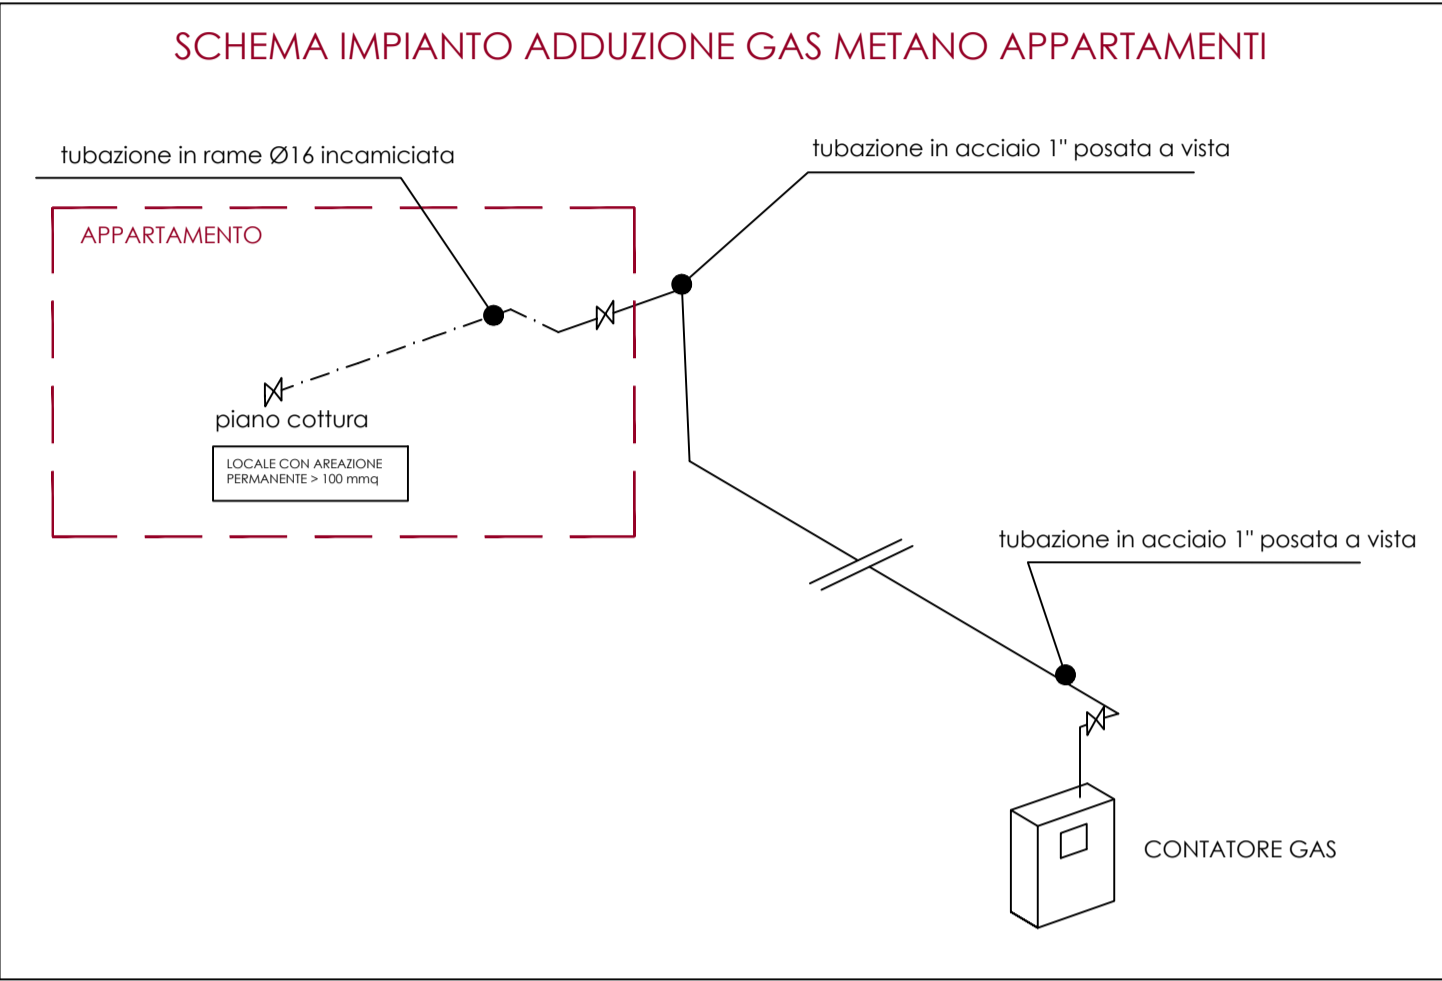 SCHEMA IMPIANTO ADDUZIONE GAS METANO APPARTAMENTI
tubazione in rame Ø16 incamiciata
tubazione in acciaio 1" posata a vista
APPARTAMENTO
piano cottura
LOCALE CON AREAZIONE
PERMANENTE > 100 mmq
tubazione in acciaio 1" posata a vista
CONTATORE GAS